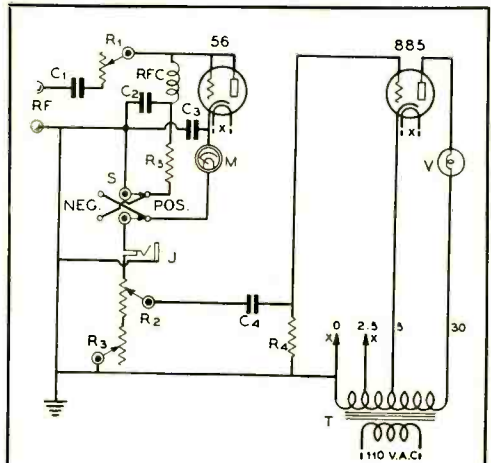 56
885
R1
C1
RFC
C2
C3
RF
X
X
R5
M
V
S
NEG. POS.
J
R2
C4
R3
R4
0 2.5 5 30
X X
T
110 V.A.C.